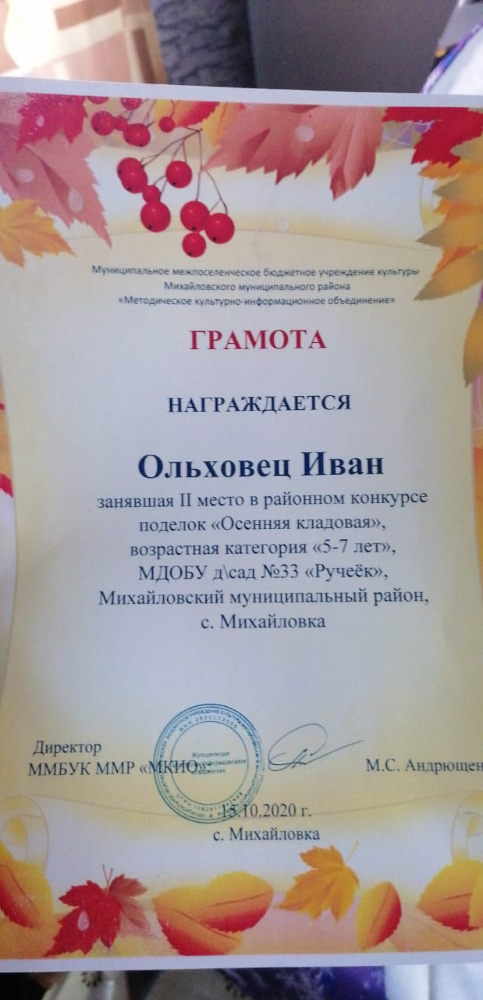 Муниципальное межпоселенческое бюджетное учреждение культуры
Михайловского муниципального района
«Методическое культурно-информационное объединение»
ГРАМОТА
НАГРАЖДАЕТСЯ
Ольховец Иван
занявшая II место в районном конкурсе
поделок «Осенняя кладовая»,
возрастная категория «5-7 лет»,
МДОБУ д\сад №33 «Ручеёк»,
Михайловский муниципальный район,
с. Михайловка
Директор
ММБУК ММР «МКИО»
М.С. Андрющен
Методическое
объединение
15.10.2020 г.
с. Михайловка